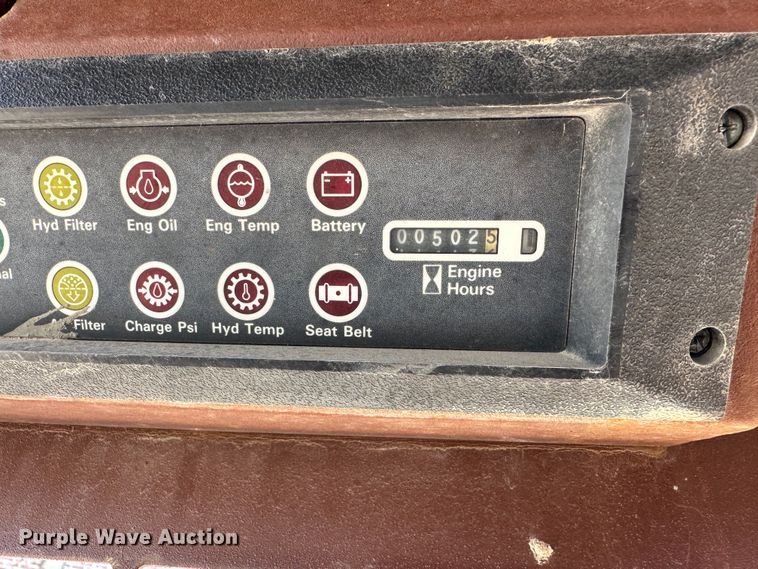 Hyd Filter
Eng Oil
Eng Temp
Battery
005025
Engine
Hours
Filter
Charge Psi
Hyd Temp
Seat Belt
Purple Wave Auction